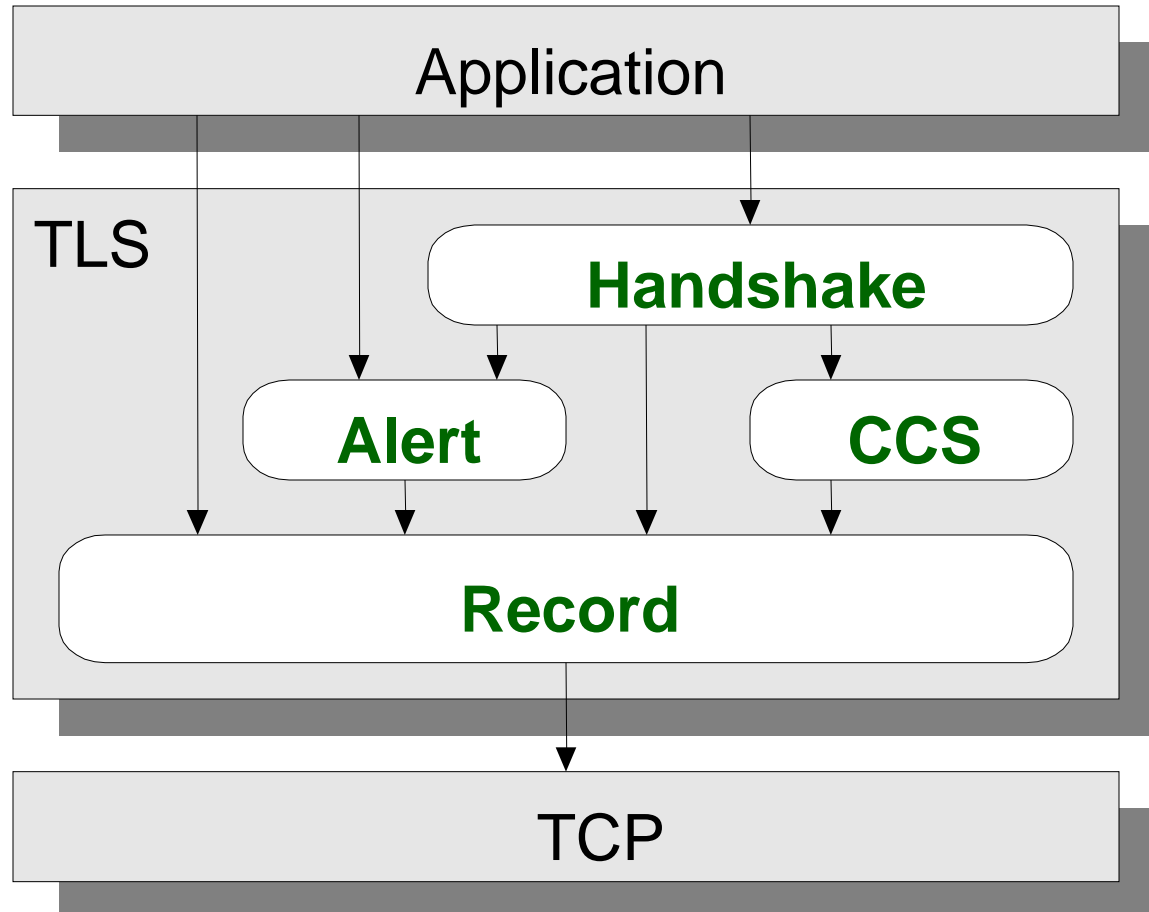 Application
TLS
Handshake
Alert
CCS
Record
TCP